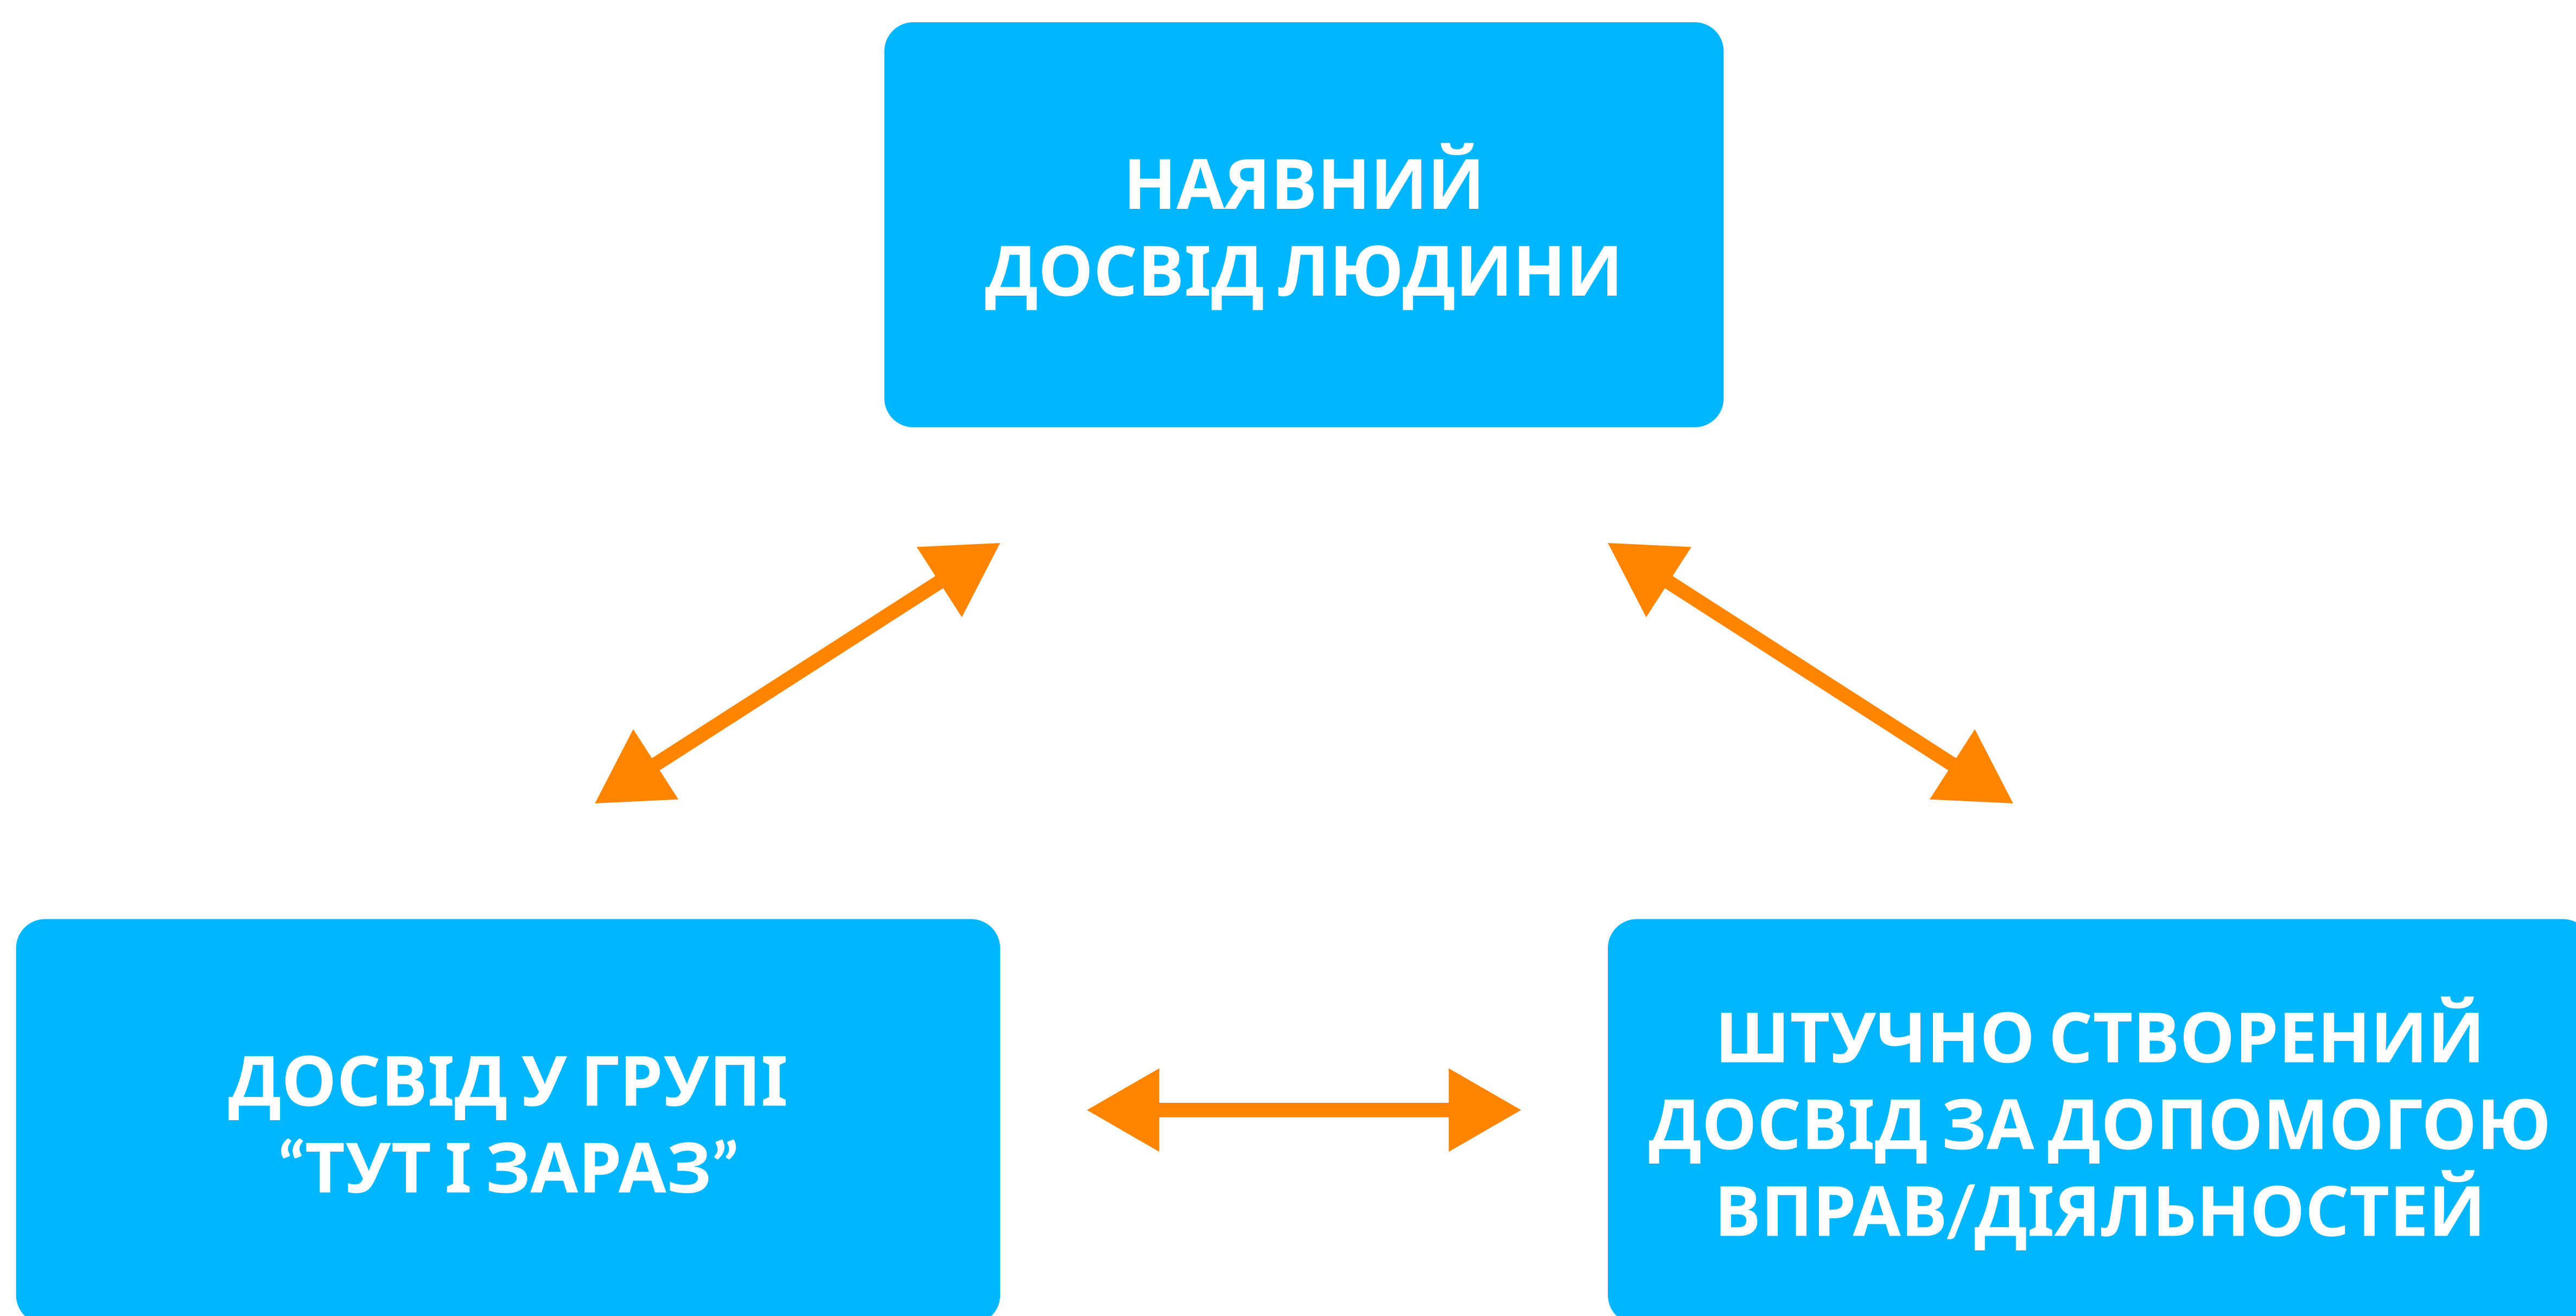 НАЯВНИЙ
ДОСВІД ЛЮДИНИ
ДОСВІД У ГРУПІ
“ТУТ І ЗАРАЗ”
ШТУЧНО СТВОРЕНИЙ
ДОСВІД ЗА ДОПОМОГОЮ
ВПРАВ/ДІЯЛЬНОСТЕЙ